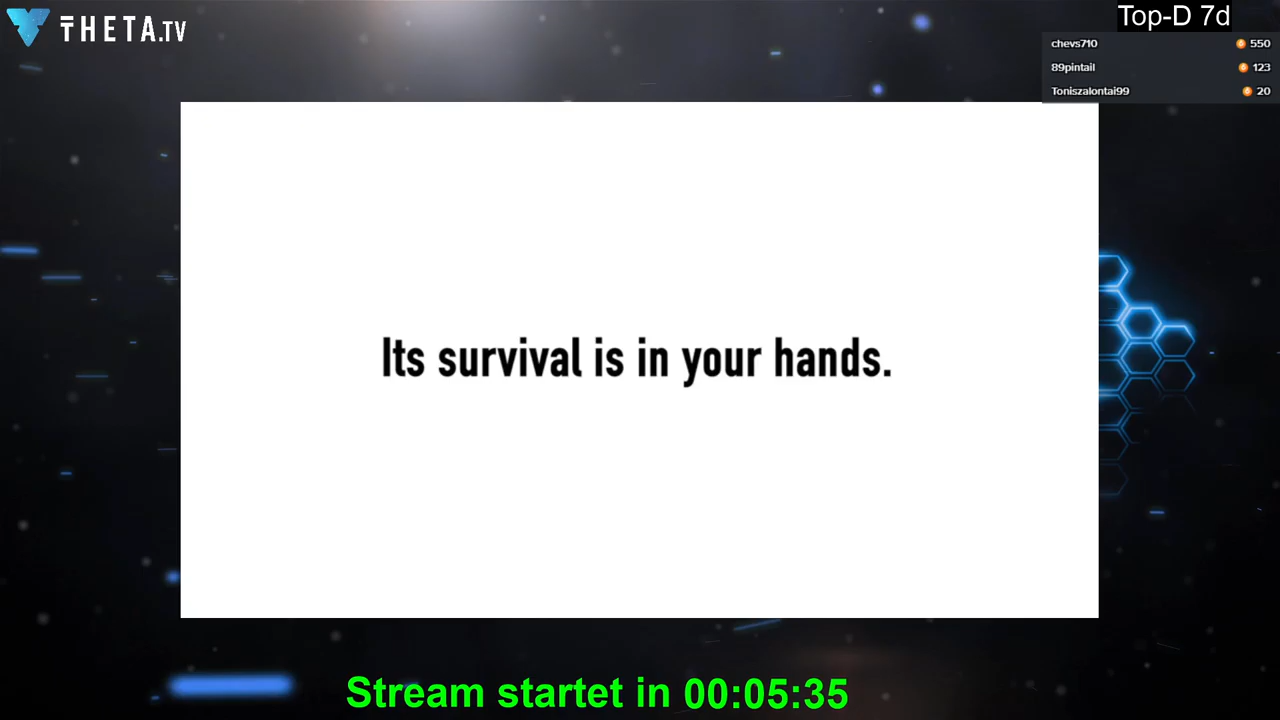 THETA.TV
Top-D 7d
chevs710 550
89pintail 123
Toniszalontai99 20
Its survival is in your hands.
Stream startet in 00:05:35